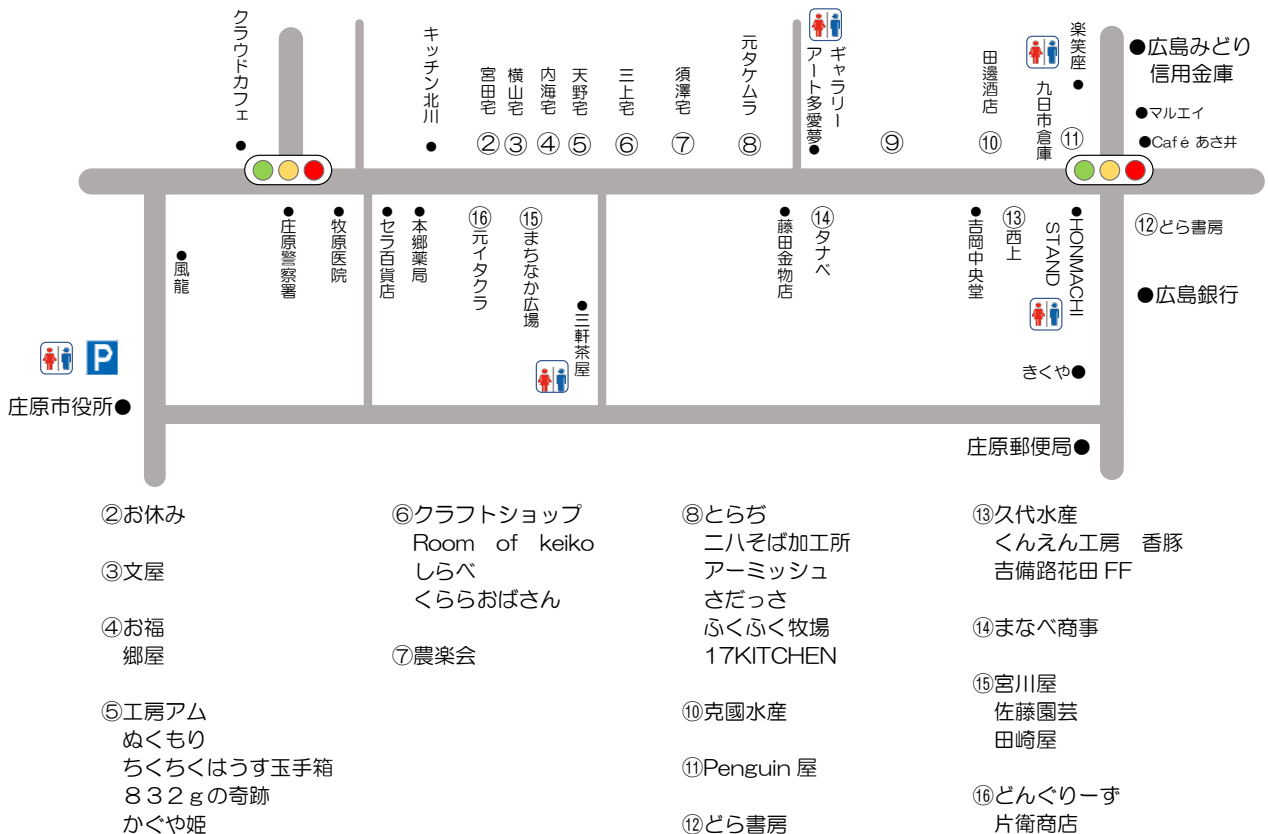 クラウドカフェ
キッチン北川
宮田宅
②
横山宅
③
内海宅
④
天野宅
⑤
三上宅
⑥
須澤宅
⑦
元タケムラ
⑧
ギャラリー
アート多愛夢
⑨
田邊酒店
⑩
九日市倉庫
楽笑座
⑪
●広島みどり
信用金庫
●マルエイ
●Café あさ井
風龍
庄原警察署
牧原医院
セラ百貨店
本郷薬局
⑯元イタクラ
⑮まちなか広場
三軒茶屋
藤田金物店
⑭タナベ
吉岡中央堂
⑬西上
HONMACHI
STAND
⑫どら書房
●広島銀行
きくや●
P
庄原市役所●
庄原郵便局●
②お休み
③文屋
④お福
郷屋
⑤工房アム
ぬくもり
ちくちくはうす玉手箱
８３２ｇの奇跡
かぐや姫
⑥クラフトショップ
Room of keiko
しらべ
くららおばさん
⑦農楽会
⑧とらぢ
二八そば加工所
アーミッシュ
さだっさ
ふくふく牧場
17KITCHEN
⑩克國水産
⑪Penguin 屋
⑫どら書房
⑬久代水産
くんえん工房　香豚
吉備路花田 FF
⑭まなべ商事
⑮宮川屋
佐藤園芸
田崎屋
⑯どんぐりーず
片衛商店